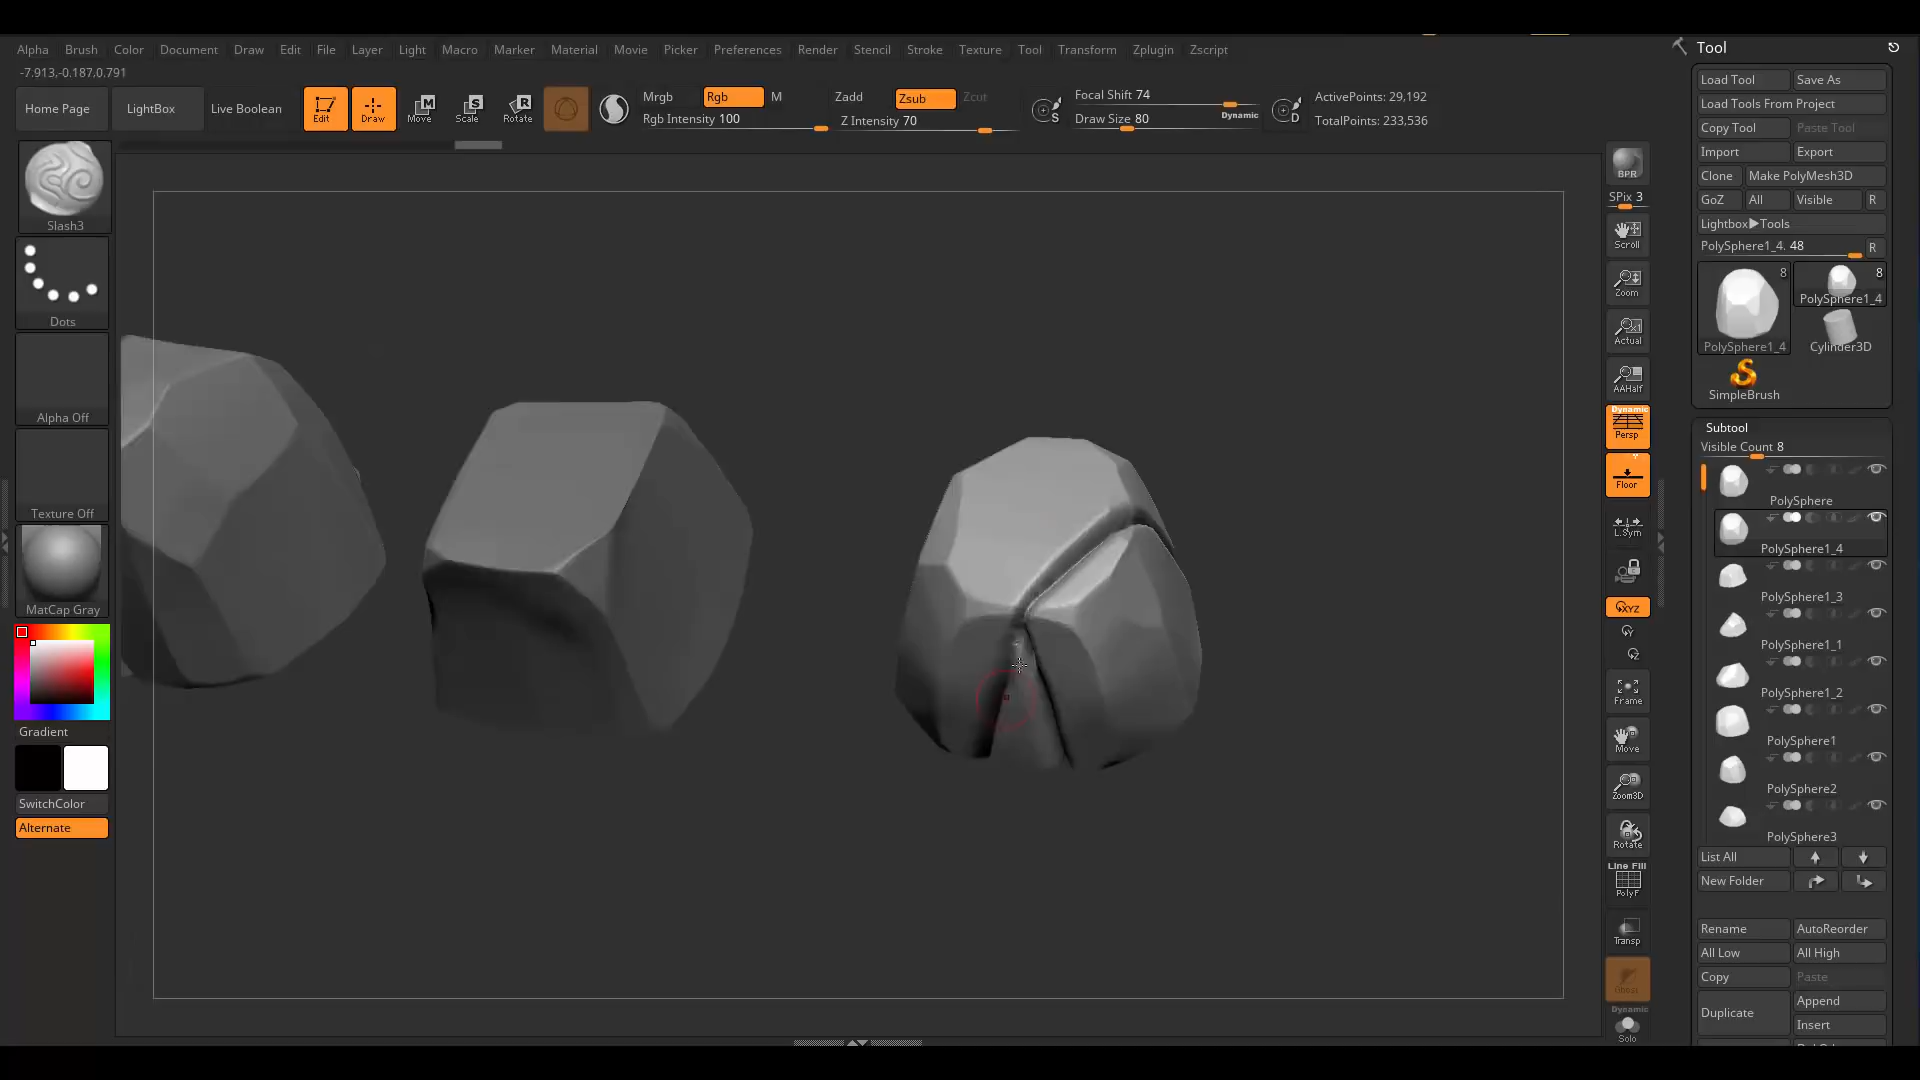 Alpha Brush Color Document Draw Edit File Layer Light Macro Marker Material Movie Picker Preferences Render Stencil Stroke Texture Tool Transform Zplugin Zscript
-7.913,-0.187,0.791
Home Page LightBox Live Boolean Edit Draw Move Scale Rotate
Mrgb Rgb M
Rgb Intensity 100
Zadd Zsub Zcut
Z Intensity 70
S
Focal Shift 74
Draw Size 80 Dynamic
D
ActivePoints: 29,192
TotalPoints: 233,536
Slash3
Dots
Alpha Off
Texture Off
MatCap Gray
Gradient
SwitchColor
Alternate
BPR
SPix 3
Scroll
Zoom
Actual
AAHalf
Dynamic
Persp
Floor
L.Sym
XYZ
Y
Z
Frame
Move
Zoom3D
Rotate
Line Fill
PolyF
Transp
Ghost
Dynamic
Solo
Tool
Load Tool Save As
Load Tools From Project
Copy Tool Paste Tool
Import Export
Clone Make PolyMesh3D
GoZ All Visible R
Lightbox▶Tools
PolySphere1_4. 48 R
8 8
PolySphere1_4
PolySphere1_4 Cylinder3D
SimpleBrush
Subtool
Visible Count 8
PolySphere
PolySphere1_4
PolySphere1_3
PolySphere1_1
PolySphere1_2
PolySphere1
PolySphere2
PolySphere3
List All
New Folder
Rename AutoReorder
All Low All High
Copy Paste
Duplicate Append
Insert